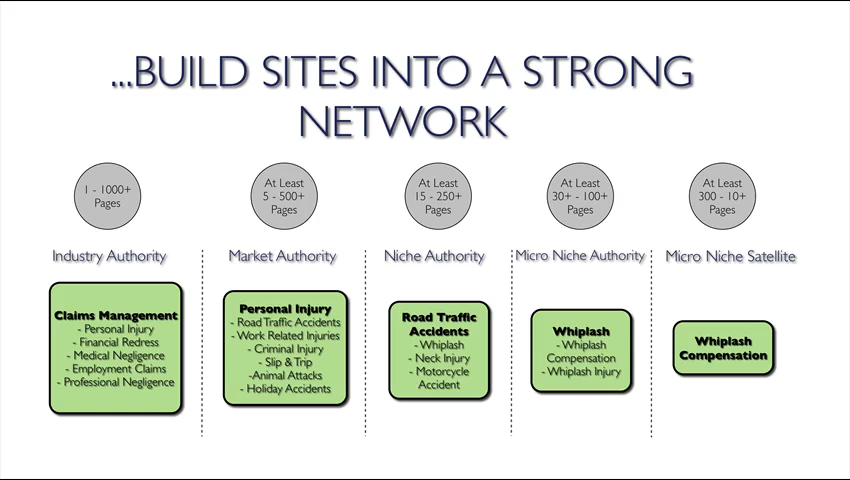 ...BUILD SITES INTO A STRONG
NETWORK
1 - 1000+
Pages
At Least
5 - 500+
Pages
At Least
15 - 250+
Pages
At Least
30+ - 100+
Pages
At Least
300 - 10+
Pages
Industry Authority
Market Authority
Niche Authority
Micro Niche Authority
Micro Niche Satellite
Claims Management
- Personal Injury
- Financial Redress
- Medical Negligence
- Employment Claims
- Professional Negligence
Personal Injury
- Road Traffic Accidents
- Work Related Injuries
- Criminal Injury
- Slip & Trip
-Animal Attacks
- Holiday Accidents
Road Traffic
Accidents
- Whiplash
- Neck Injury
- Motorcycle
Accident
Whiplash
- Whiplash
Compensation
- Whiplash Injury
Whiplash
Compensation